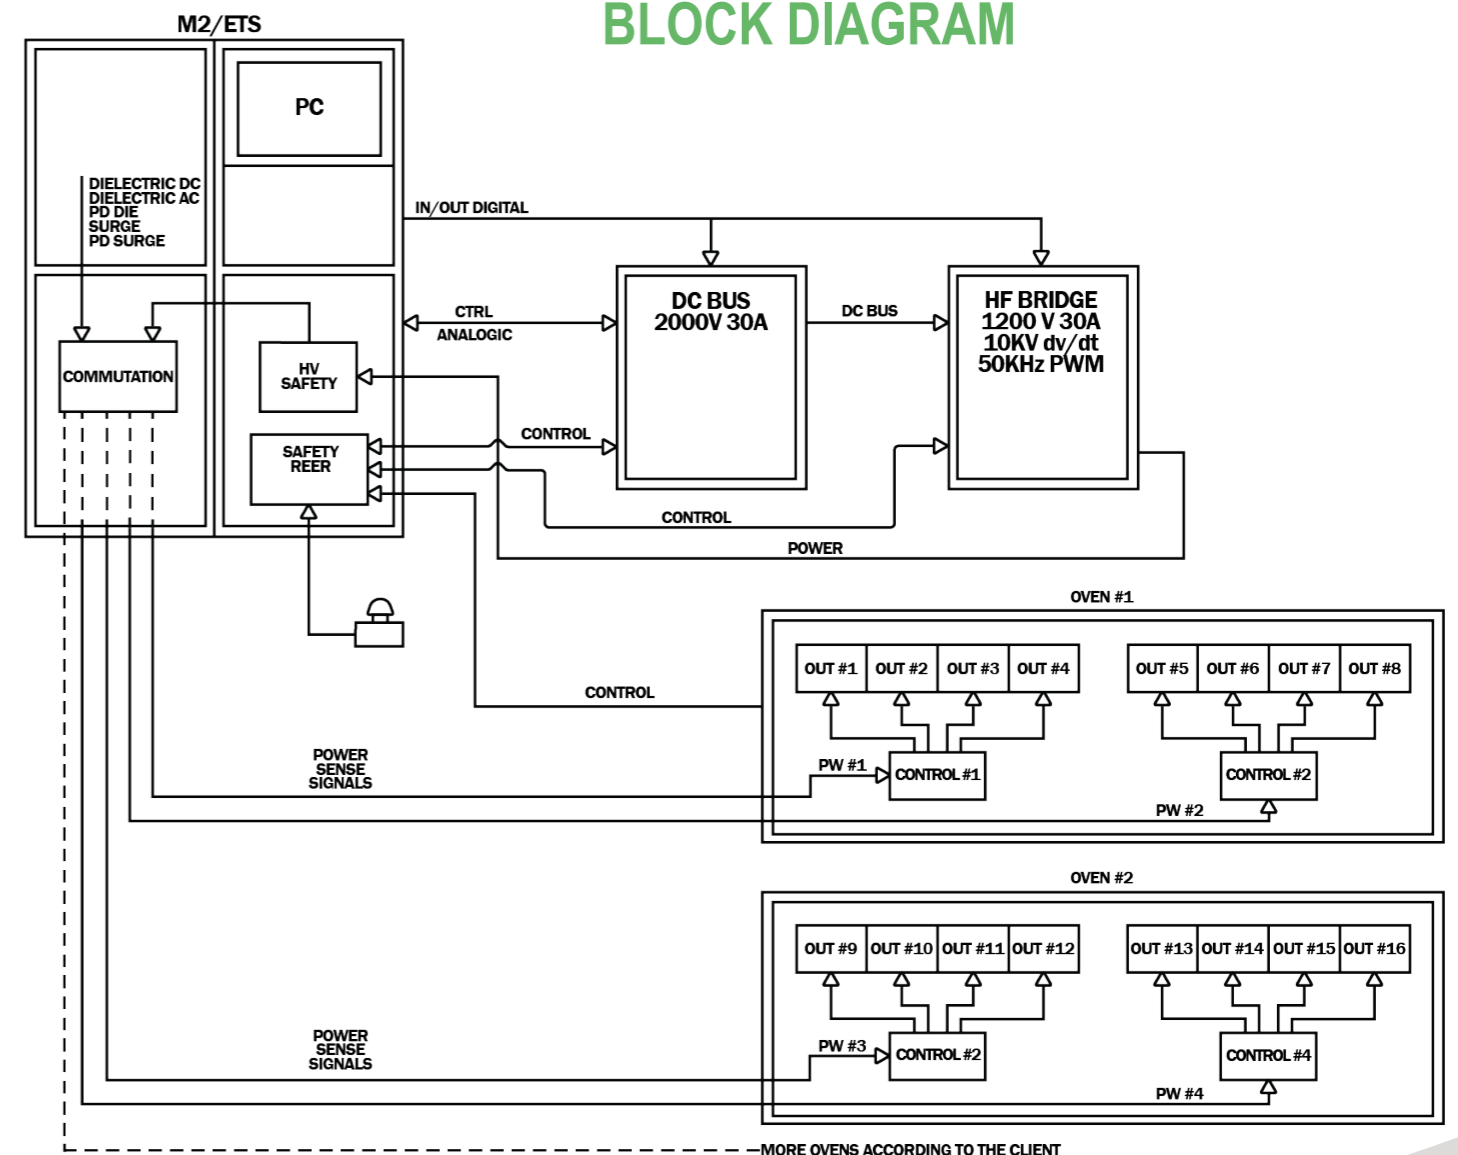 BLOCK DIAGRAM
M2/ETS
PC
DIELECTRIC DC
DIELECTRIC AC
PD DIE
SURGE
PD SURGE
IN/OUT DIGITAL
CTRL
ANALOGIC
DC BUS
2000V 30A
DC BUS
HF BRIDGE
1200 V 30A
10KV dv/dt
50KHz PWM
COMMUTATION
HV
SAFETY
SAFETY
REER
CONTROL
CONTROL
POWER
OVEN #1
OUT #1
OUT #2
OUT #3
OUT #4
OUT #5
OUT #6
OUT #7
OUT #8
CONTROL
POWER
SENSE
SIGNALS
PW #1
CONTROL #1
CONTROL #2
PW #2
OVEN #2
OUT #9
OUT #10
OUT #11
OUT #12
OUT #13
OUT #14
OUT #15
OUT #16
POWER
SENSE
SIGNALS
PW #3
CONTROL #2
CONTROL #4
PW #4
MORE OVENS ACCORDING TO THE CLIENT